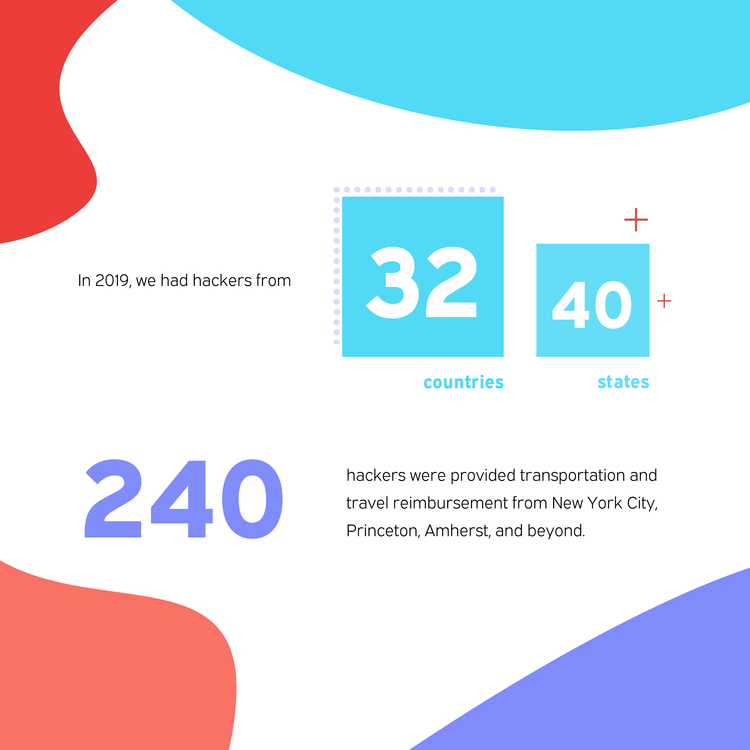 In 2019, we had hackers from
32
40
countries
states
240
hackers were provided transportation and
travel reimbursement from New York City,
Princeton, Amherst, and beyond.